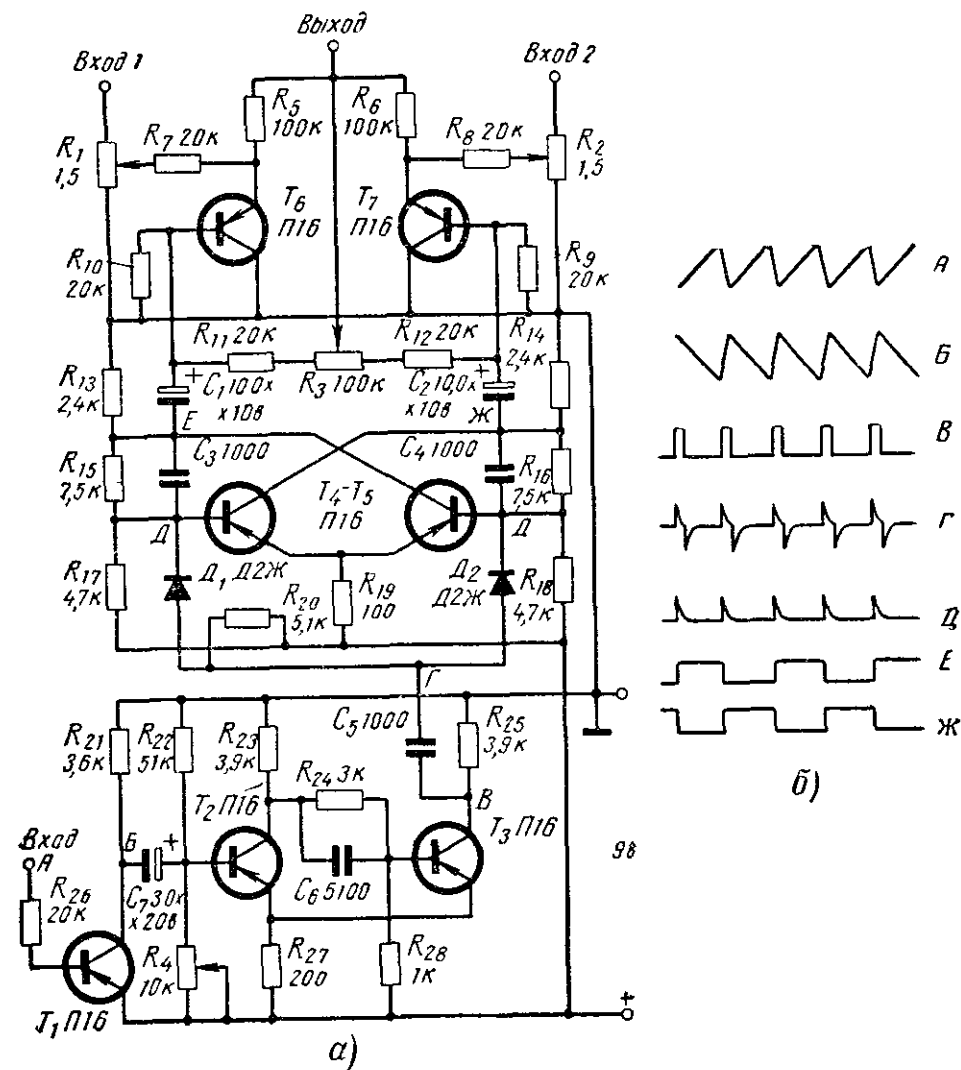 Выход
Вход 1
Вход 2
R5
100к
R6
100к
R1
1,5
R7 20к
R8 20к
R2
1,5
T6
П16
T7
П16
R10
20к
R9
20к
R11 20к
R12 20к
R14
2,4к
R13
2,4к
+
C1 10,0х
х10в
R3 100к
C2 10,0х
х10в
+
Е
Ж
C3 1000
C4 1000
R15
7,5к
R16
7,5к
T4-T5
П16
Д
Д
R17
4,7к
Д1 Д2Ж
R19
100
Д2
Д2Ж
R18
4,7к
R20
5,1к
Г
C5 1000
R25
3,9к
R21
3,6к
R22
51к
R23
3,9к
R24 3к
T2 П16
В
T3 П16
9в
Вход
А
Б
+
C7 30х
х20в
C6 5100
R26
20к
R4
10к
R27
200
R28
1к
+
T1 П16
а)
А
Б
В
Г
Д
Е
Ж
б)